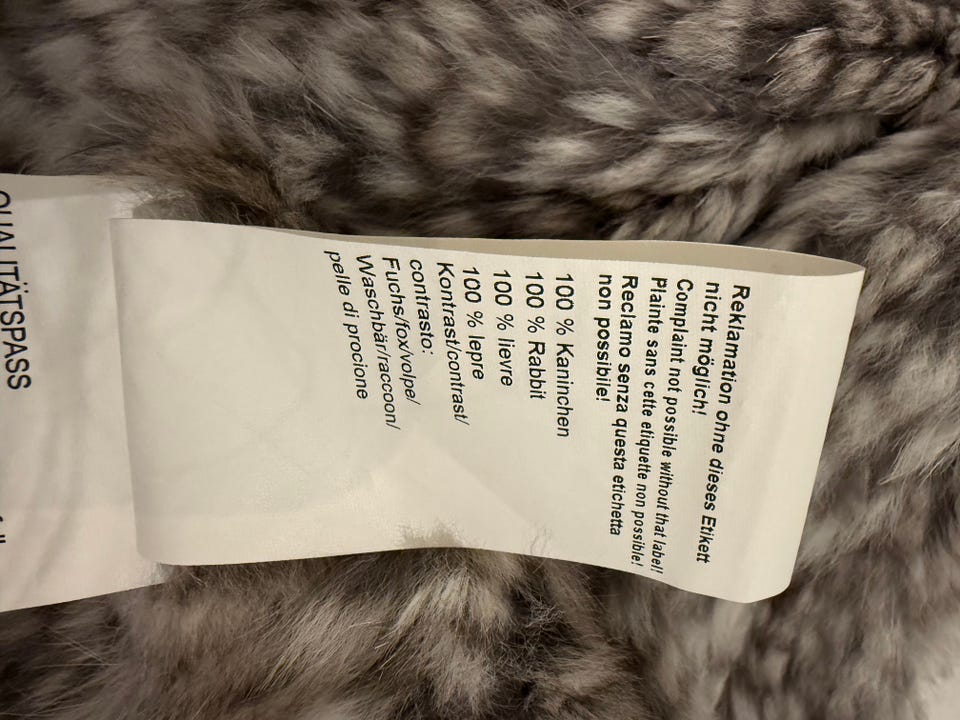 Reklamation ohne dieses Etikett
nicht möglich!
Complaint not possible without that label!
Plainte sans cette etiquette non possible!
Reclamo senza questa etichetta
non possibile!
100 % Kaninchen
100 % Rabbit
100 % lievre
100 % lepre
Kontrast/contrast/
contrasto:
Fuchs/fox/volpe/
Waschbär/raccoon/
pelle di procione
QUALITÄTSPASS